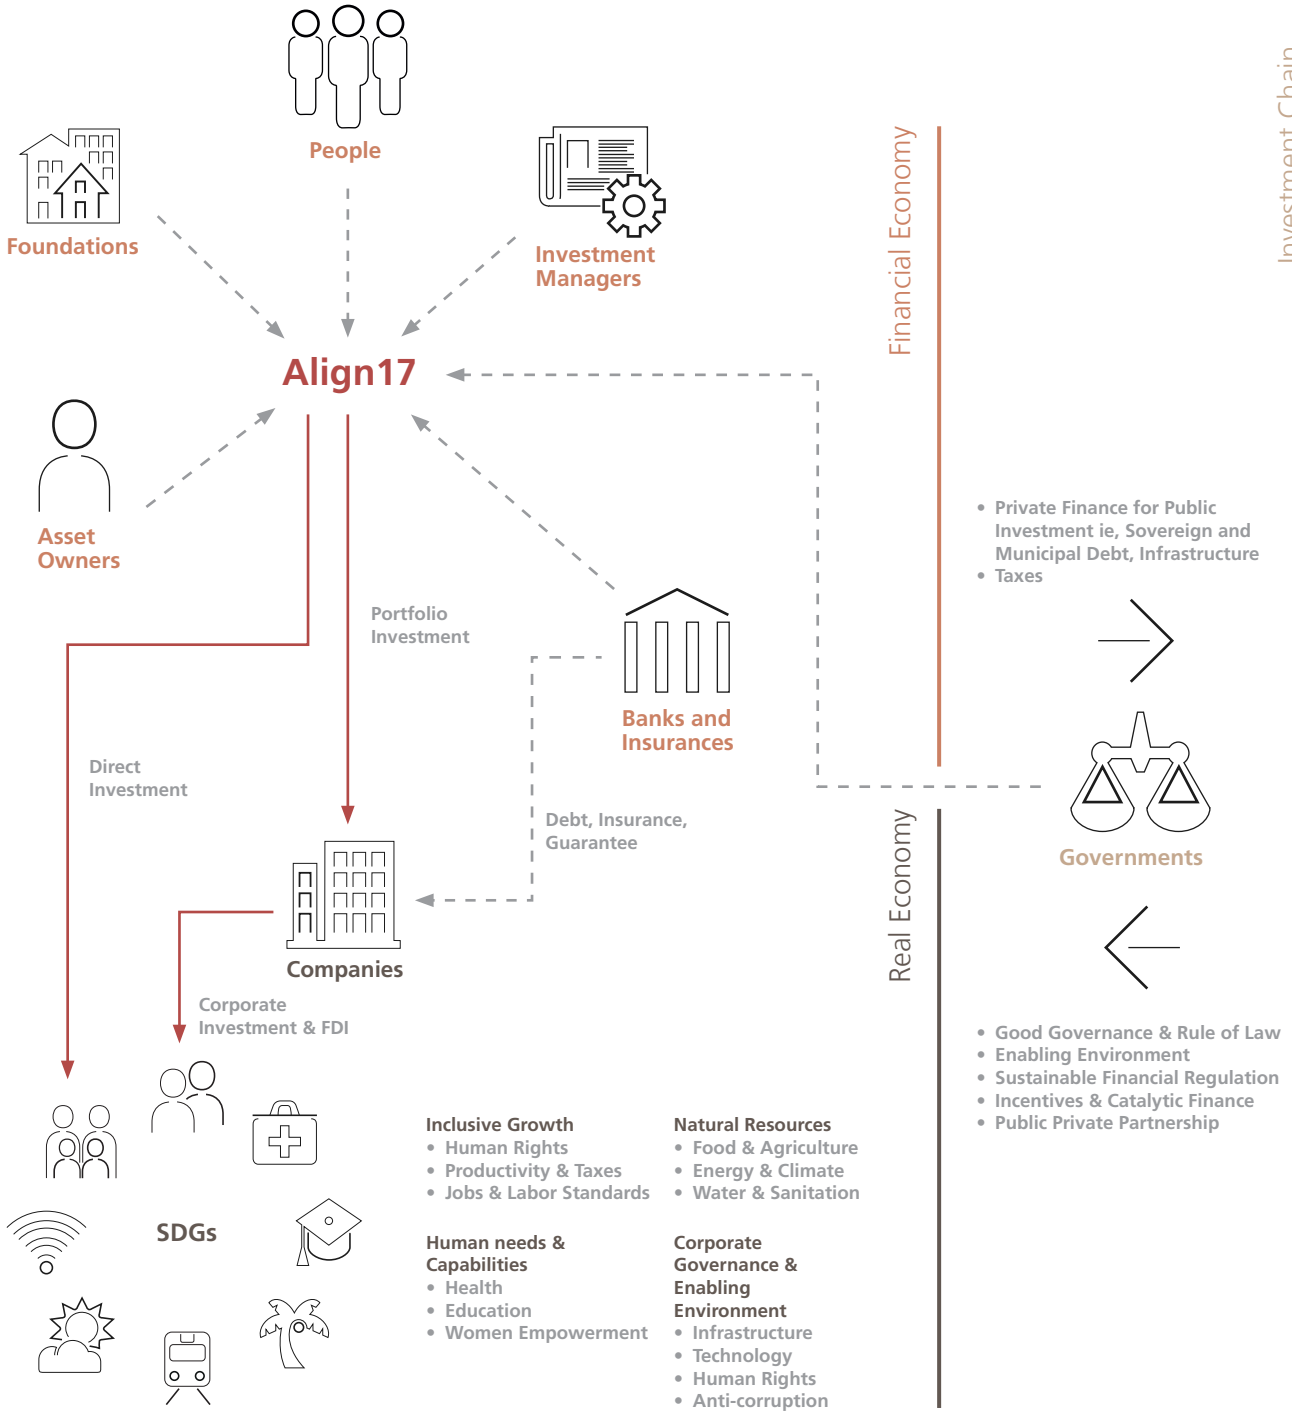 People
Foundations
Investment
Managers
Align17
Asset
Owners
Portfolio
Investment
Banks and
Insurances
Direct
Investment
Debt, Insurance,
Guarantee
Companies
Corporate
Investment & FDI
SDGs
Inclusive Growth
• Human Rights
• Productivity & Taxes
• Jobs & Labor Standards
Natural Resources
• Food & Agriculture
• Energy & Climate
• Water & Sanitation
Human needs &
Capabilities
• Health
• Education
• Women Empowerment
Corporate
Governance &
Enabling
Environment
• Infrastructure
• Technology
• Human Rights
• Anti-corruption
Financial Economy
Real Economy
Investment Chain
• Private Finance for Public
Investment ie, Sovereign and
Municipal Debt, Infrastructure
• Taxes
Governments
• Good Governance & Rule of Law
• Enabling Environment
• Sustainable Financial Regulation
• Incentives & Catalytic Finance
• Public Private Partnership